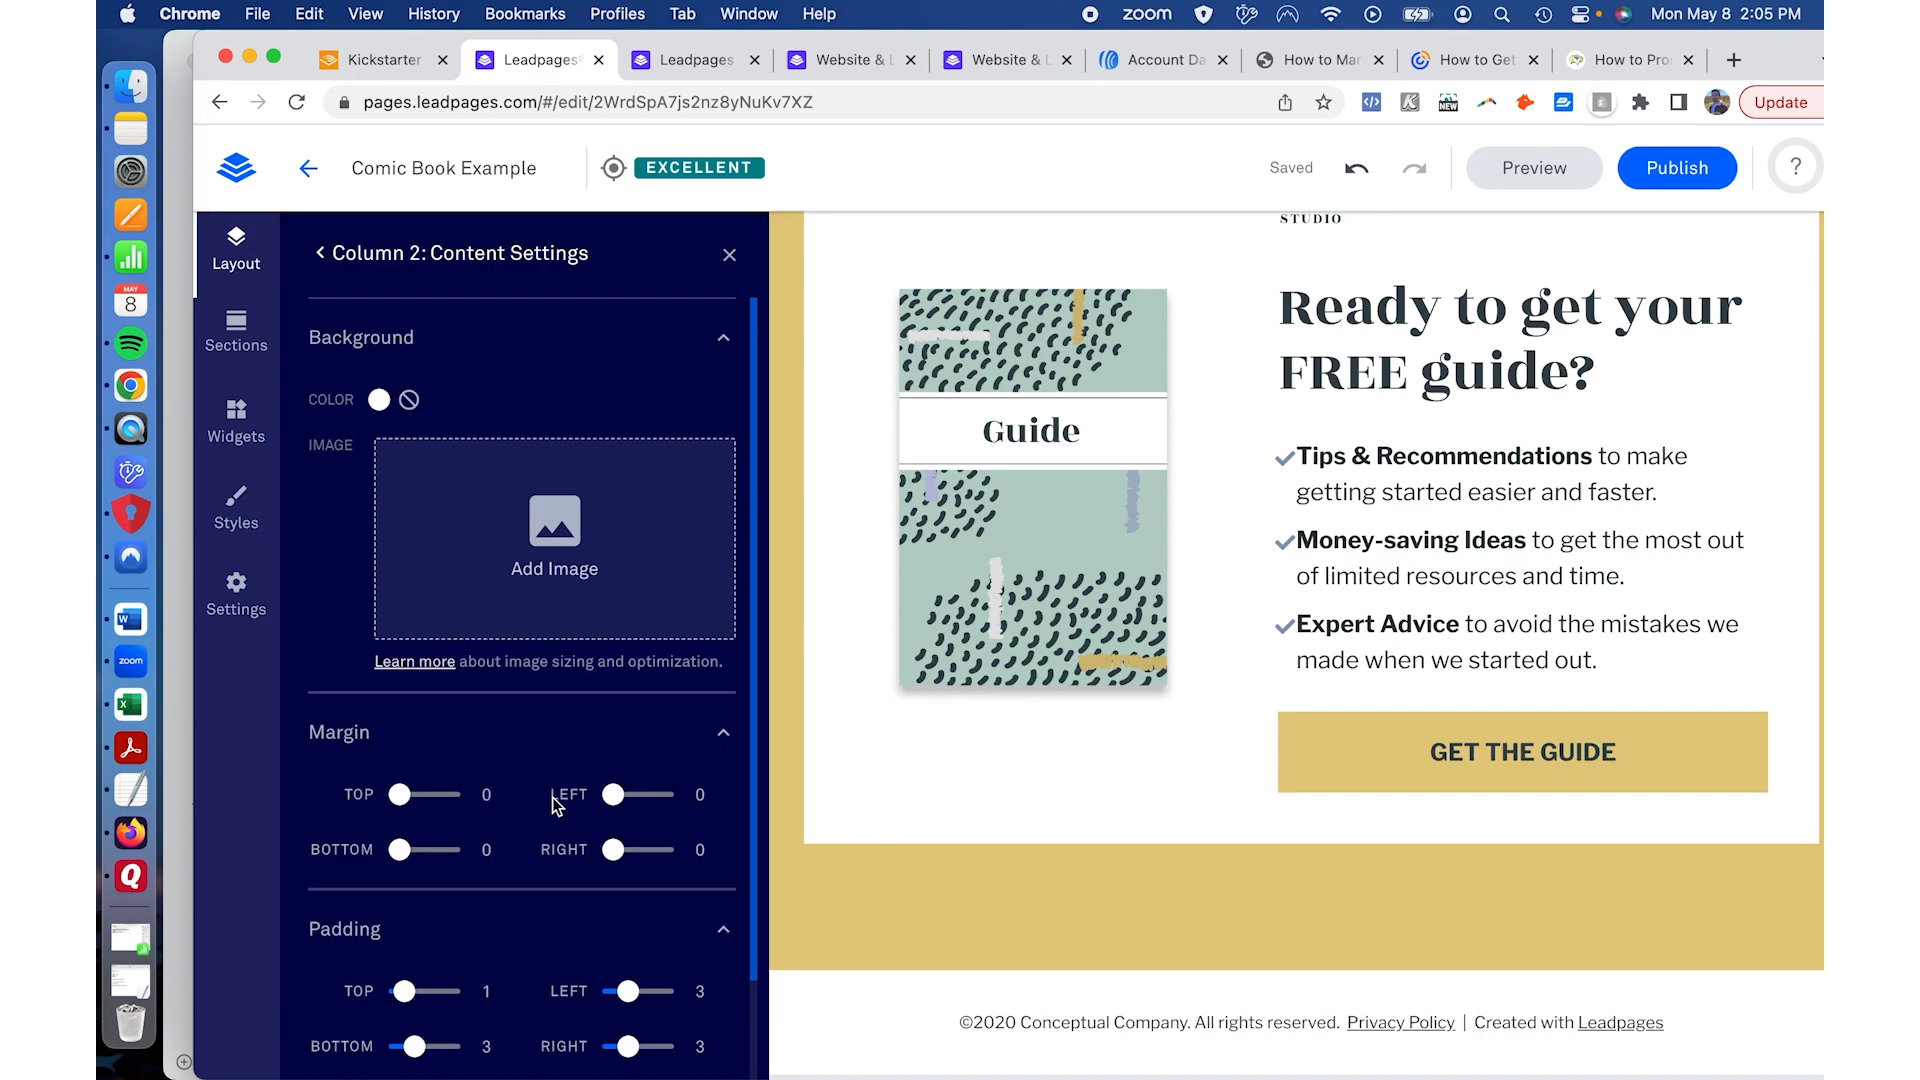 Chrome File Edit View History Bookmarks Profiles Tab Window Help zoom Mon May 8 2:05 PM
Kickstarter Leadpages Leadpages Website & L Website & L Account Da How to Mar How to Get How to Pro
pages.leadpages.com/#/edit/2WrdSpA7js2nz8yNuKv7XZ NEW Update
Comic Book Example EXCELLENT Saved Preview Publish ?
Layout
Sections
Widgets
Styles
Settings
Column 2: Content Settings
Background
COLOR
IMAGE
Add Image
Learn more about image sizing and optimization.
Margin
TOP 0 LEFT 0
BOTTOM 0 RIGHT 0
Padding
TOP 1 LEFT 3
BOTTOM 3 RIGHT 3
STUDIO
Guide
Ready to get your
FREE guide?
Tips & Recommendations to make
getting started easier and faster.
Money-saving Ideas to get the most out
of limited resources and time.
Expert Advice to avoid the mistakes we
made when we started out.
GET THE GUIDE
©2020 Conceptual Company. All rights reserved. Privacy Policy | Created with Leadpages
MAY
8
W
zoom
X
Q